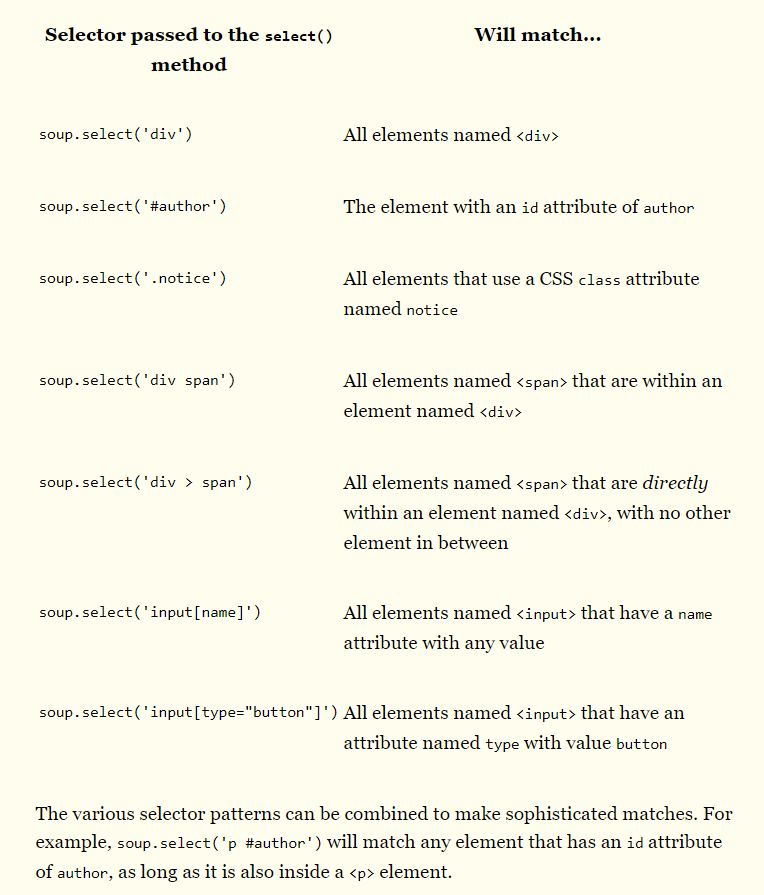 Selector passed to the select() method
Will match...
soup.select('div')
All elements named <div>
soup.select('#author')
The element with an id attribute of author
soup.select('.notice')
All elements that use a CSS class attribute
named notice
soup.select('div span')
All elements named <span> that are within an
element named <div>
soup.select('div > span')
All elements named <span> that are directly
within an element named <div>, with no other
element in between
soup.select('input[name]')
All elements named <input> that have a name
attribute with any value
soup.select('input[type="button"]')
All elements named <input> that have an
attribute named type with value button
The various selector patterns can be combined to make sophisticated matches. For
example, soup.select('p #author') will match any element that has an id attribute
of author, as long as it is also inside a <p> element.